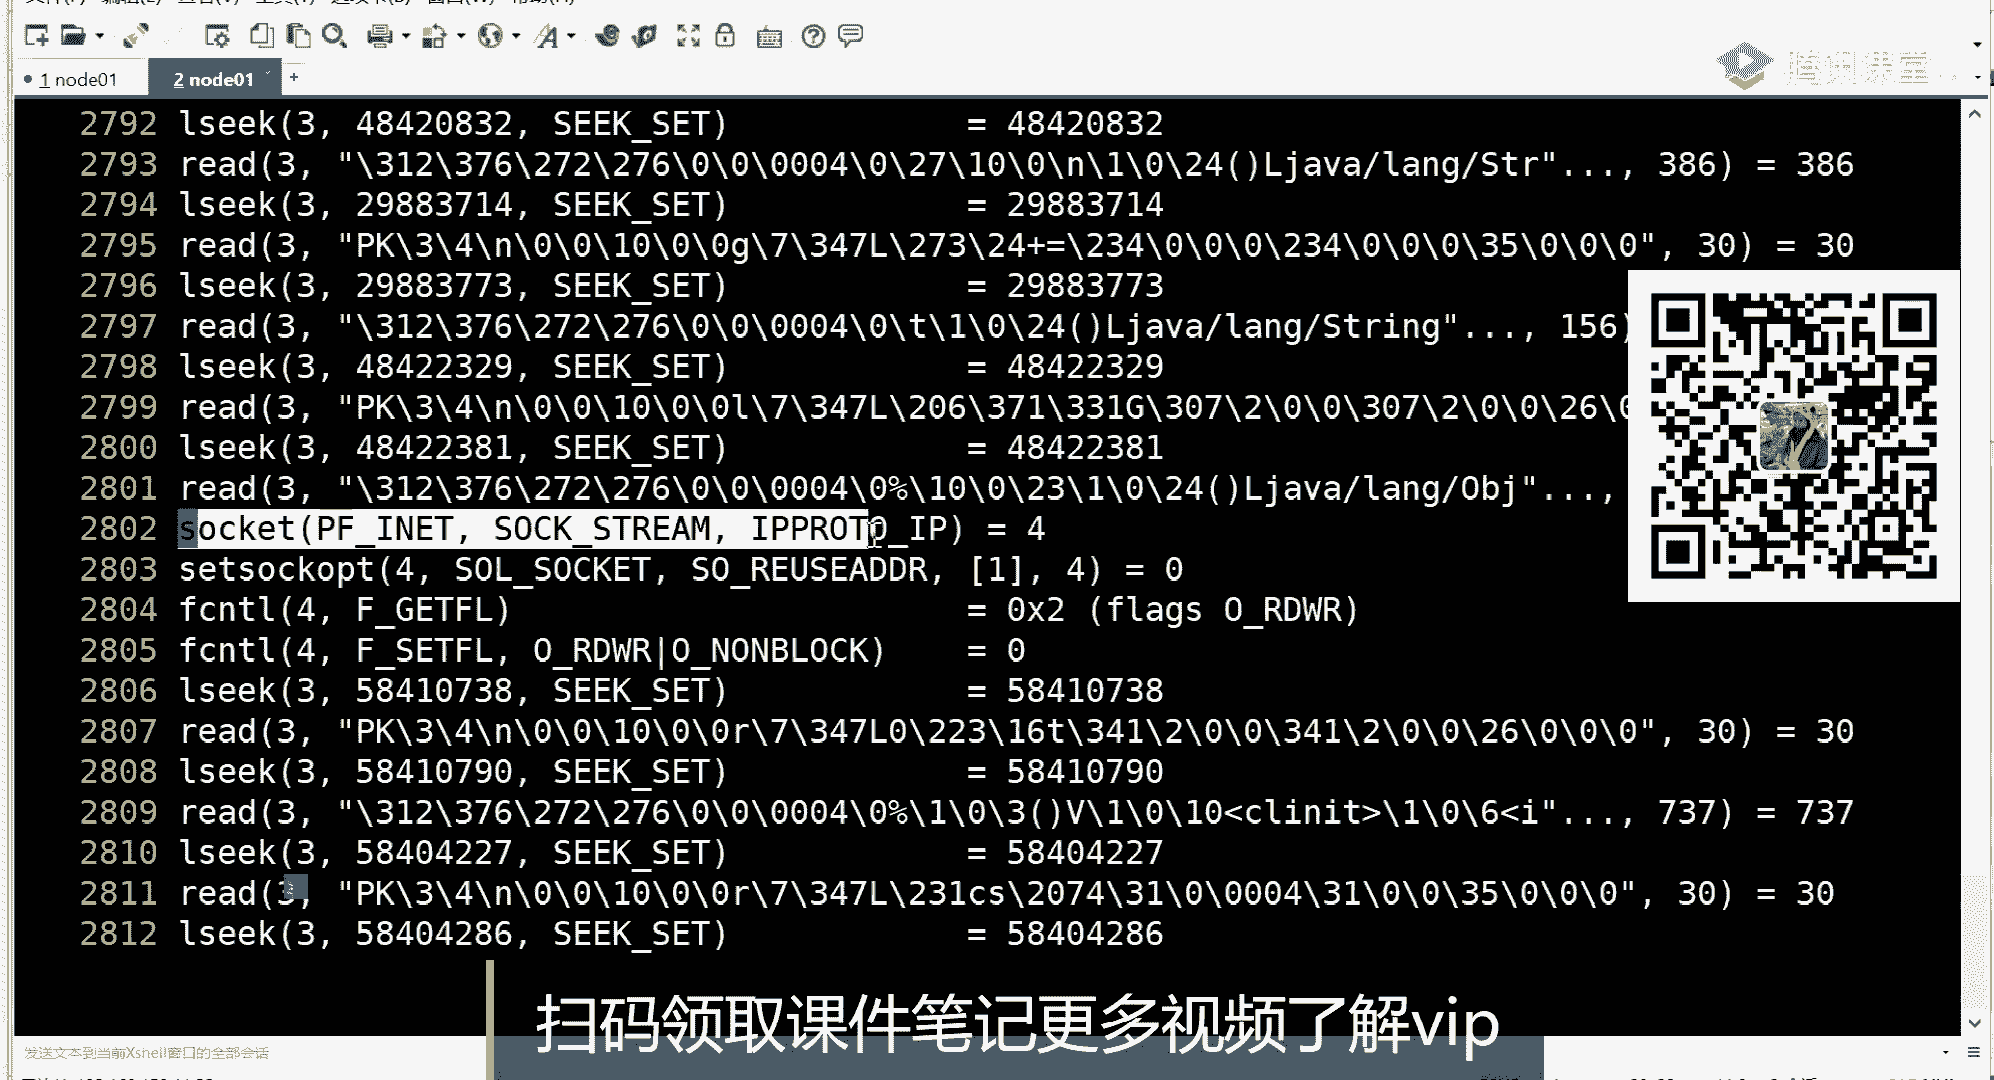 1 node01
2 node01
+
2792 lseek(3, 48420832, SEEK_SET)            = 48420832
2793 read(3, "\312\376\272\276\0\0\0004\0\27\10\0\n\1\0\24()Ljava/lang/Str"..., 386) = 386
2794 lseek(3, 29883714, SEEK_SET)            = 29883714
2795 read(3, "PK\3\4\n\0\0\10\0\0g\7\347L\273\24+=\234\0\0\0\234\0\0\0\35\0\0\0", 30) = 30
2796 lseek(3, 29883773, SEEK_SET)            = 29883773
2797 read(3, "\312\376\272\276\0\0\0004\0\t\1\0\24()Ljava/lang/String"..., 156)
2798 lseek(3, 48422329, SEEK_SET)            = 48422329
2799 read(3, "PK\3\4\n\0\0\10\0\0l\7\347L\206\371\331G\307\2\0\0\307\2\0\0\26\0
2800 lseek(3, 48422381, SEEK_SET)            = 48422381
2801 read(3, "\312\376\272\276\0\0\0004\0%\10\0\23\1\0\24()Ljava/lang/Obj"...,
2802 socket(PF_INET, SOCK_STREAM, IPPROTO_IP) = 4
2803 setsockopt(4, SOL_SOCKET, SO_REUSEADDR, [1], 4) = 0
2804 fcntl(4, F_GETFL)                       = 0x2 (flags O_RDWR)
2805 fcntl(4, F_SETFL, O_RDWR|O_NONBLOCK)    = 0
2806 lseek(3, 58410738, SEEK_SET)            = 58410738
2807 read(3, "PK\3\4\n\0\0\10\0\0r\7\347L0\223\16t\341\2\0\0\341\2\0\0\26\0\0\0", 30) = 30
2808 lseek(3, 58410790, SEEK_SET)            = 58410790
2809 read(3, "\312\376\272\276\0\0\0004\0%\1\0\3()V\1\0\10<clinit>\1\0\6<i"..., 737) = 737
2810 lseek(3, 58404227, SEEK_SET)            = 58404227
2811 read(3, "PK\3\4\n\0\0\10\0\0r\7\347L\231cs\2074\31\0\0004\31\0\0\35\0\0\0", 30) = 30
2812 lseek(3, 58404286, SEEK_SET)            = 58404286
扫码领取课件笔记更多视频了解vip
发送文本到当前Xshell窗口的全部会话